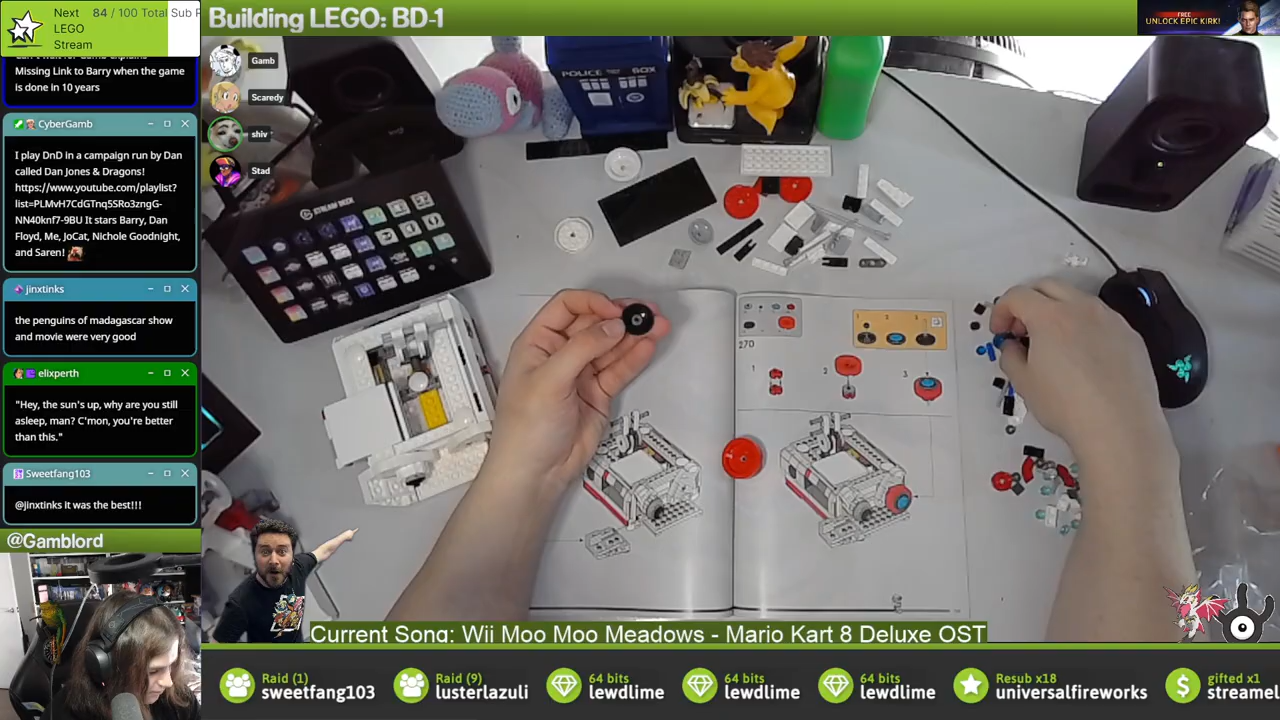 Next
LEGO
Stream
84 / 100 Total Sub P
Building LEGO: BD-1
FREE
UNLOCK EPIC KIRK!
Missing Link to Barry when the game
is done in 10 years
CyberGamb
I play DnD in a campaign run by Dan
called Dan Jones & Dragons!
https://www.youtube.com/playlist?
list=PLMvH7CdGTnq5SRo3zngG-
NN40knf7-9BU It stars Barry, Dan
Floyd, Me, JoCat, Nichole Goodnight,
and Saren!
Jinxtinks
the penguins of madagascar show
and movie were very good
elixperth
"Hey, the sun's up, why are you still
asleep, man? C'mon, you're better
than this."
Sweetfang103
@Jinxtinks it was the best!!!
@Gamblord
Gamb
Scaredy
shiv
Stad
POLICE BOX
STREAM DECK
270
1
2
3
1
2
3
Current Song: Wii Moo Moo Meadows - Mario Kart 8 Deluxe OST
Raid (1)
sweetfang103
Raid (9)
lusterlazuli
64 bits
lewdlime
64 bits
lewdlime
64 bits
lewdlime
Resub x18
universalfireworks
gifted x1
streamel